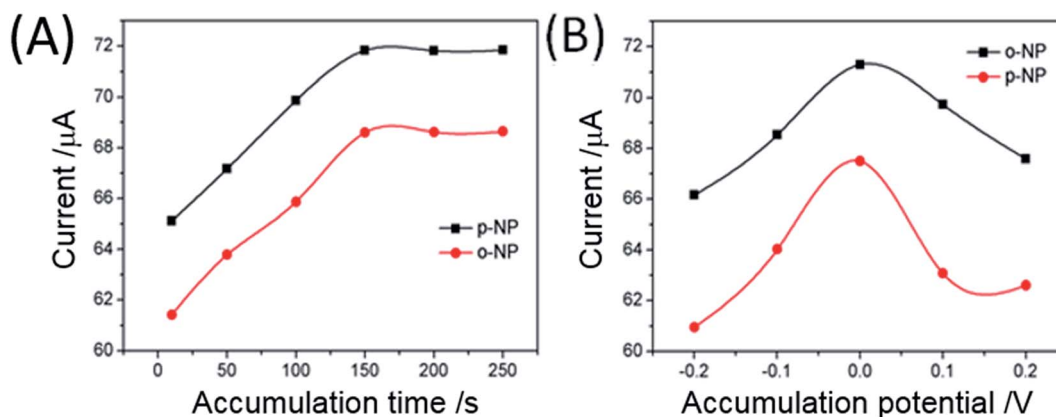 (A)
72
70
68
66
64
62
60
Current /μA
p-NP
o-NP
0 50 100 150 200 250
Accumulation time /s
(B)
72
70
68
66
64
62
60
Current /μA
o-NP
p-NP
-0.2 -0.1 0.0 0.1 0.2
Accumulation potential /V